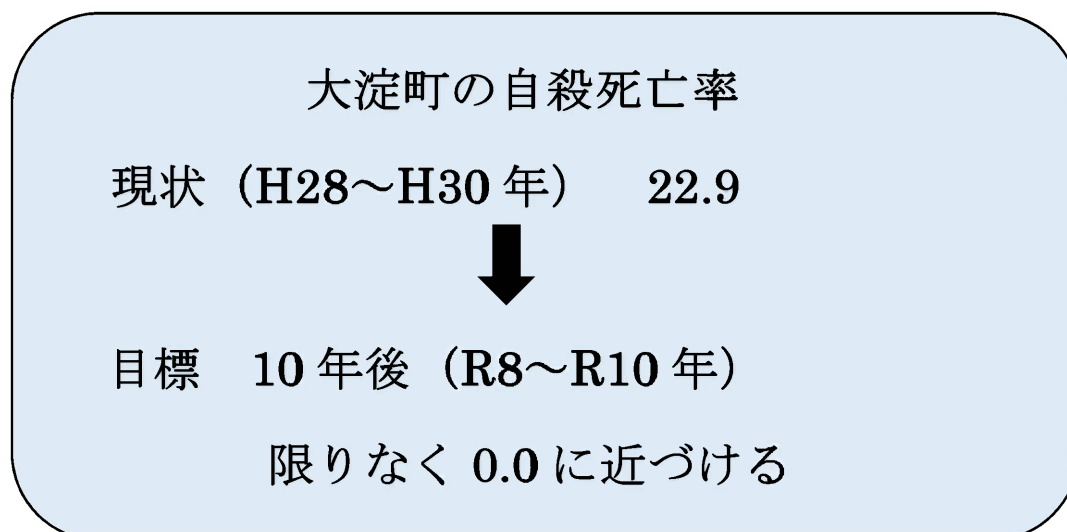 大淀町の自殺死亡率
現状（H28～H30 年） 22.9
目標 10 年後（R8～R10 年）
限りなく 0.0 に近づける